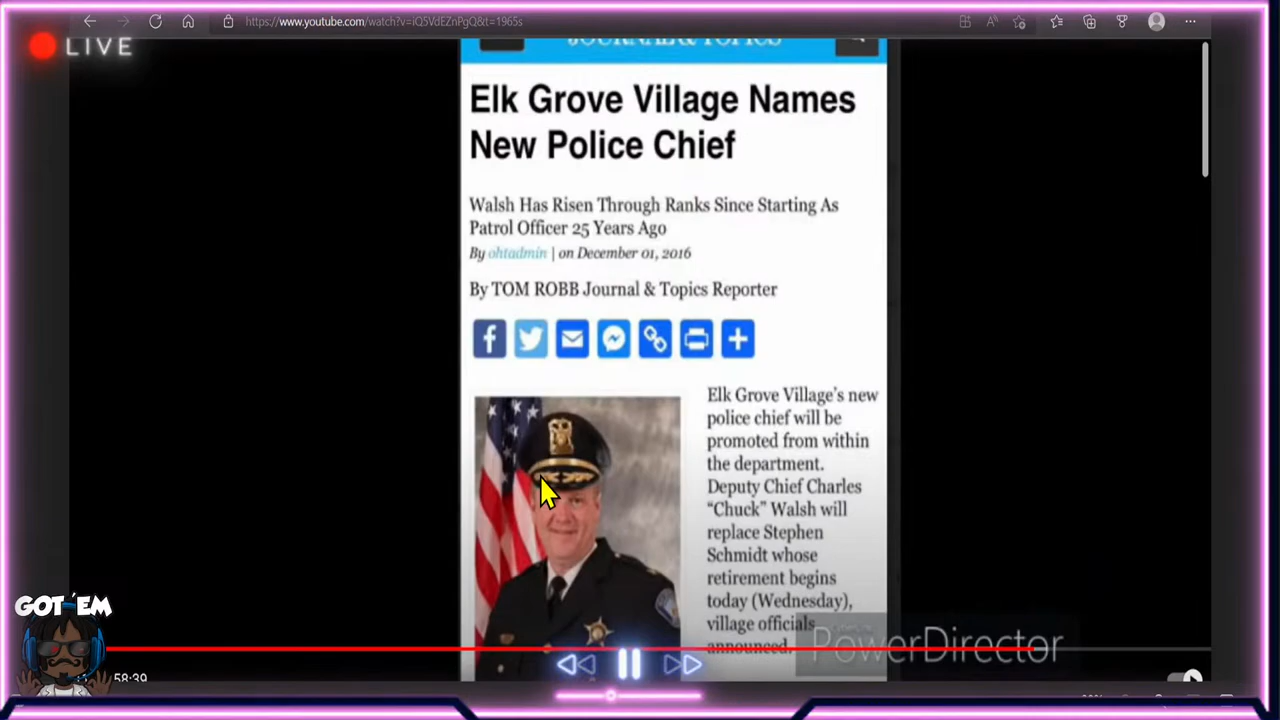 https://www.youtube.com/watch?v=iQ5VdEZnPgQ&t=1965s
LIVE
JOURNAL & TOPICS
Elk Grove Village Names
New Police Chief
Walsh Has Risen Through Ranks Since Starting As
Patrol Officer 25 Years Ago
By ohtadmin | on December 01, 2016
By TOM ROBB Journal & Topics Reporter
Elk Grove Village's new
police chief will be
promoted from within
the department.
Deputy Chief Charles
"Chuck" Walsh will
replace Stephen
Schmidt whose
retirement begins
today (Wednesday),
village officials
announced.
PowerDirector
GOT 'EM
58:39